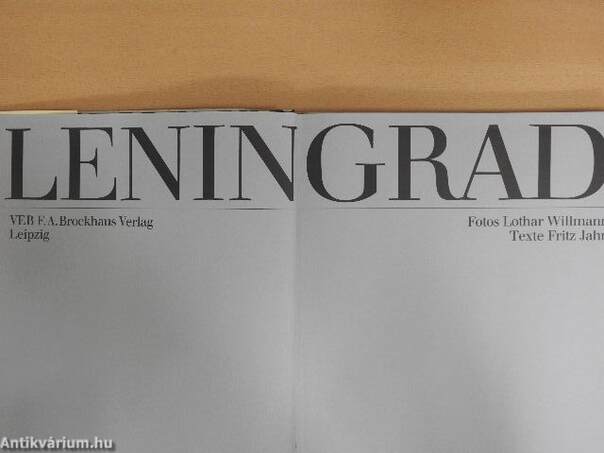 LENINGRAD
VEB F. A. Brockhaus Verlag
Leipzig
Fotos Lothar Willmann
Texte Fritz Jahn
Antikvárium.hu